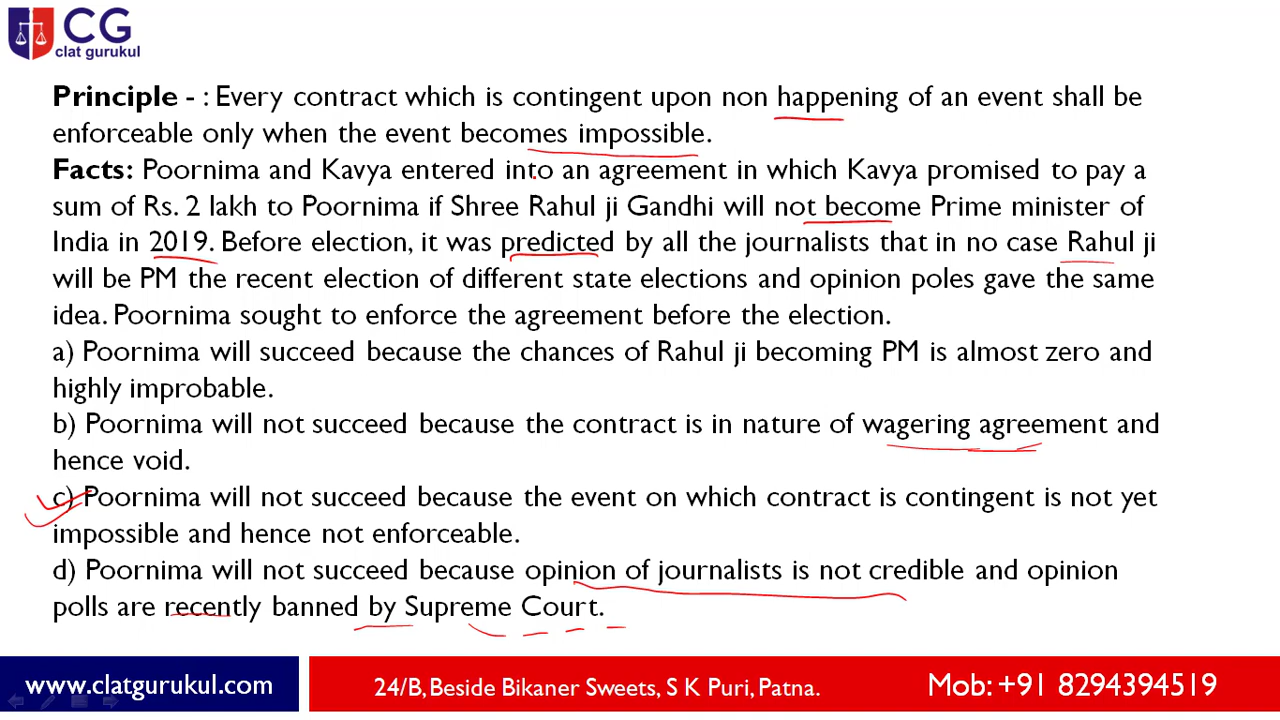 CG
clat gurukul
Principle - : Every contract which is contingent upon non happening of an event shall be
enforceable only when the event becomes impossible.
Facts: Poornima and Kavya entered into an agreement in which Kavya promised to pay a
sum of Rs. 2 lakh to Poornima if Shree Rahul ji Gandhi will not become Prime minister of
India in 2019. Before election, it was predicted by all the journalists that in no case Rahul ji
will be PM the recent election of different state elections and opinion poles gave the same
idea. Poornima sought to enforce the agreement before the election.
a) Poornima will succeed because the chances of Rahul ji becoming PM is almost zero and
highly improbable.
b) Poornima will not succeed because the contract is in nature of wagering agreement and
hence void.
c) Poornima will not succeed because the event on which contract is contingent is not yet
impossible and hence not enforceable.
d) Poornima will not succeed because opinion of journalists is not credible and opinion
polls are recently banned by Supreme Court.
www.clatgurukul.com
24/B, Beside Bikaner Sweets, S K Puri, Patna.
Mob: +91 8294394519